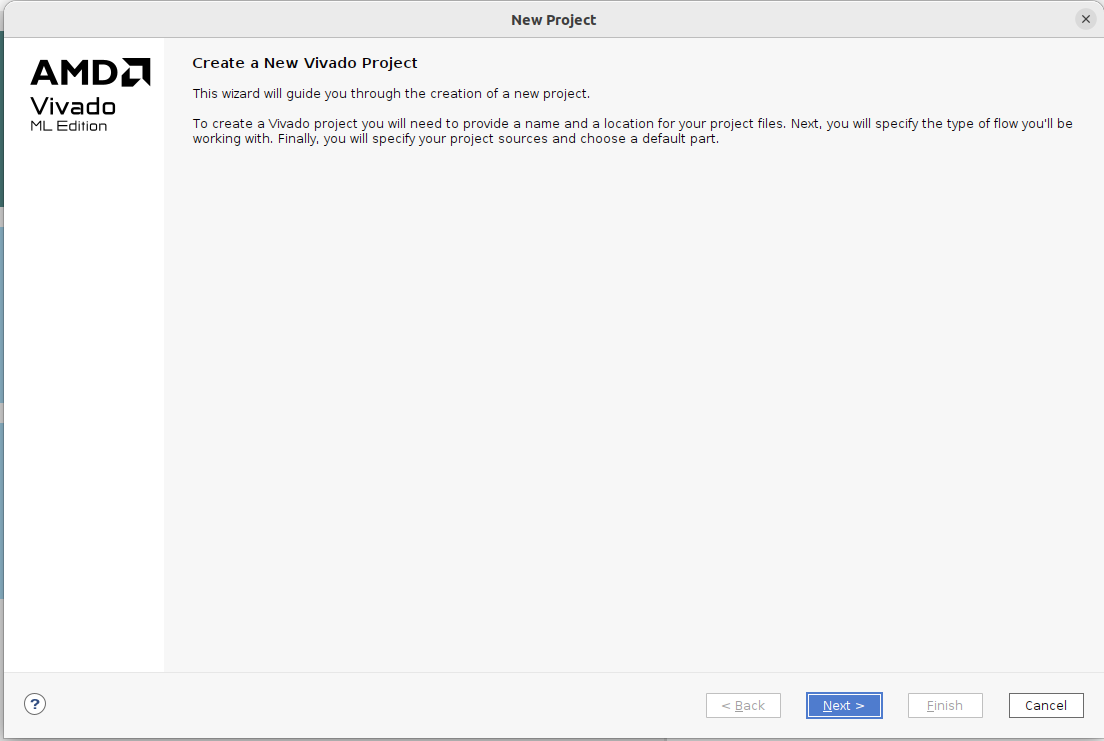 New Project
AMD
Vivado
ML Edition
Create a New Vivado Project
This wizard will guide you through the creation of a new project.
To create a Vivado project you will need to provide a name and a location for your project files. Next, you will specify the type of flow you'll be
working with. Finally, you will specify your project sources and choose a default part.
?
< Back
Next >
Finish
Cancel